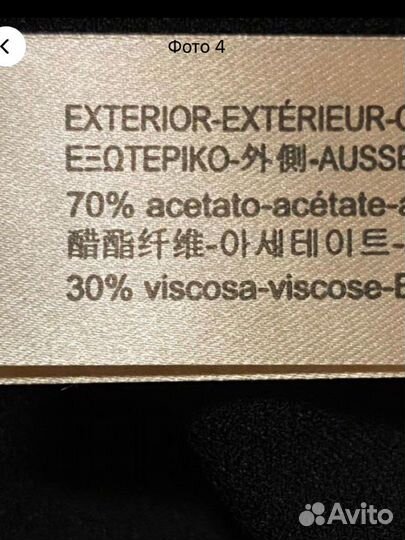 Фото 4
EXTERIOR-EXTÉRIEUR-
ΕΞΩΤΕΡΙΚΟ-外側-AUSSE
70% acetato-acétate-a
醋酯纤维-아세테이트-
30% viscosa-viscose-
Avito